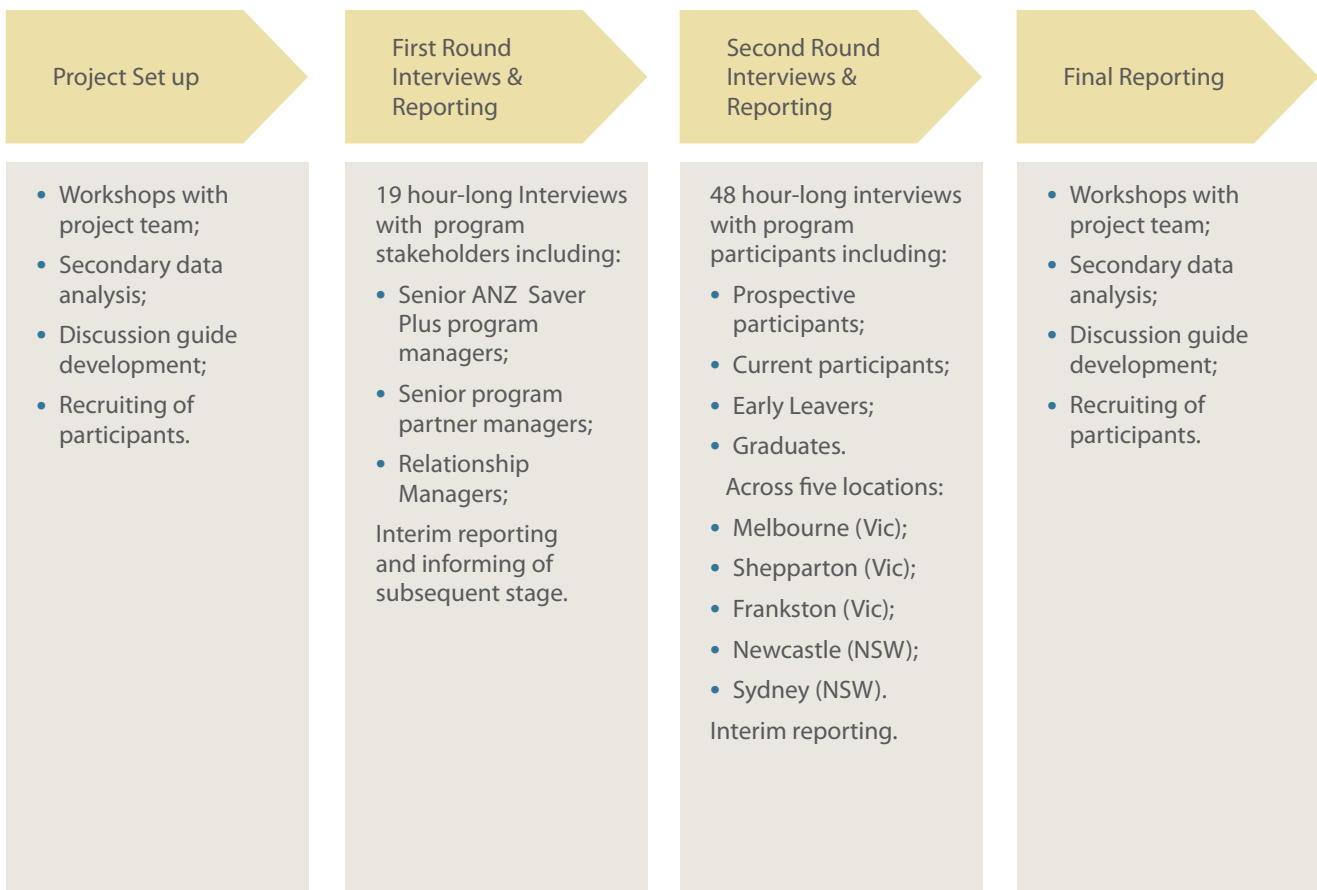 Project Set up
• Workshops with
project team;
• Secondary data
analysis;
• Discussion guide
development;
• Recruiting of
participants.
First Round
Interviews &
Reporting
19 hour-long Interviews
with program
stakeholders including:
• Senior ANZ Saver
Plus program
managers;
• Senior program
partner managers;
• Relationship
Managers;
Interim reporting
and informing of
subsequent stage.
Second Round
Interviews &
Reporting
48 hour-long interviews
with program
participants including:
• Prospective
participants;
• Current participants;
• Early Leavers;
• Graduates.
Across five locations:
• Melbourne (Vic);
• Shepparton (Vic);
• Frankston (Vic);
• Newcastle (NSW);
• Sydney (NSW).
Interim reporting.
Final Reporting
• Workshops with
project team;
• Secondary data
analysis;
• Discussion guide
development;
• Recruiting of
participants.